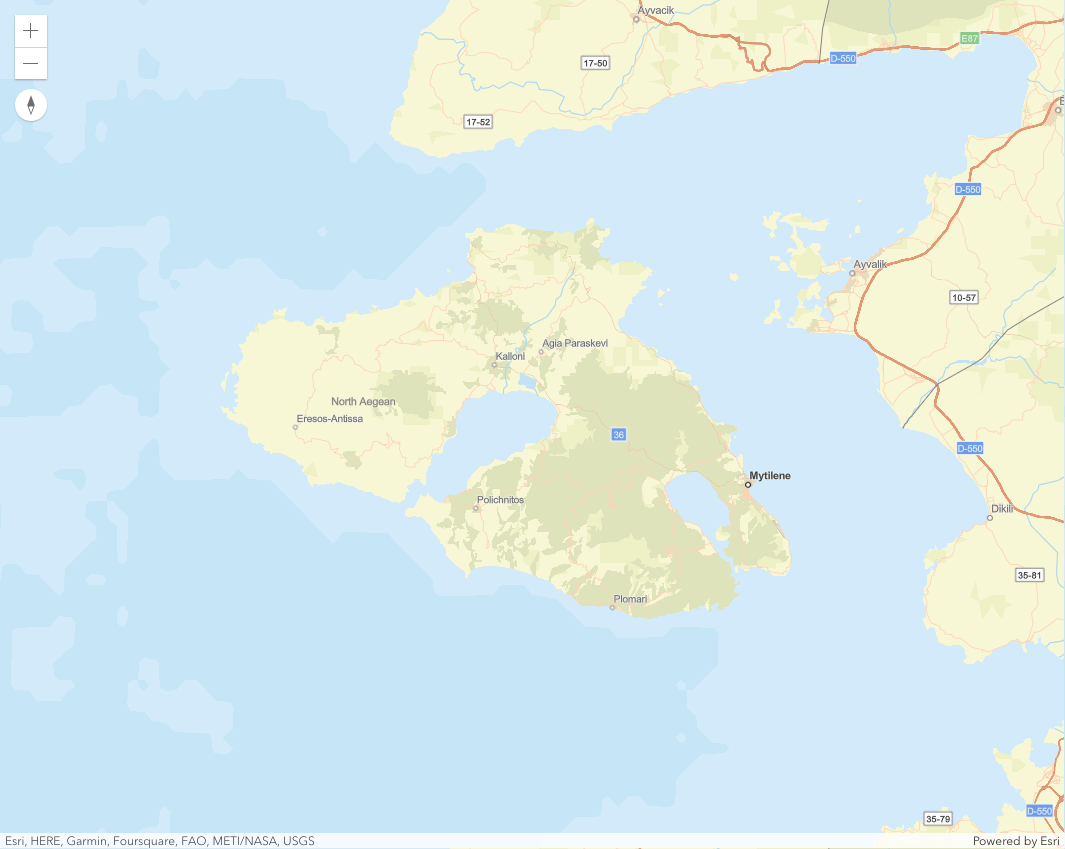 Ayvacik
E87
D-550
17-50
17-52
D-550
Ayvalik
10-57
Agia Paraskevi
Kalloni
North Aegean
Eresos-Antissa
36
D-550
Mytilene
Polichnitos
Dikili
35-81
Plomari
D-550
35-79
Esri, HERE, Garmin, Foursquare, FAO, METI/NASA, USGS
Powered by Esri